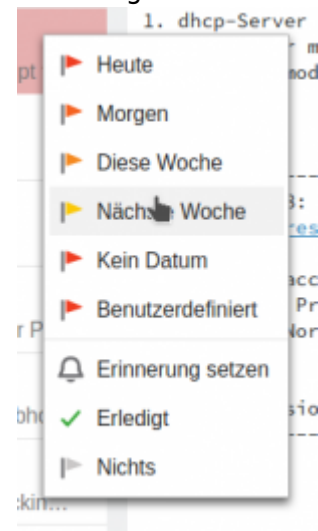 1. dhcp-Server
Heute
Morgen
Diese Woche
Nächste Woche
Kein Datum
Benutzerdefiniert
Erinnerung setzen
Erledigt
Nichts